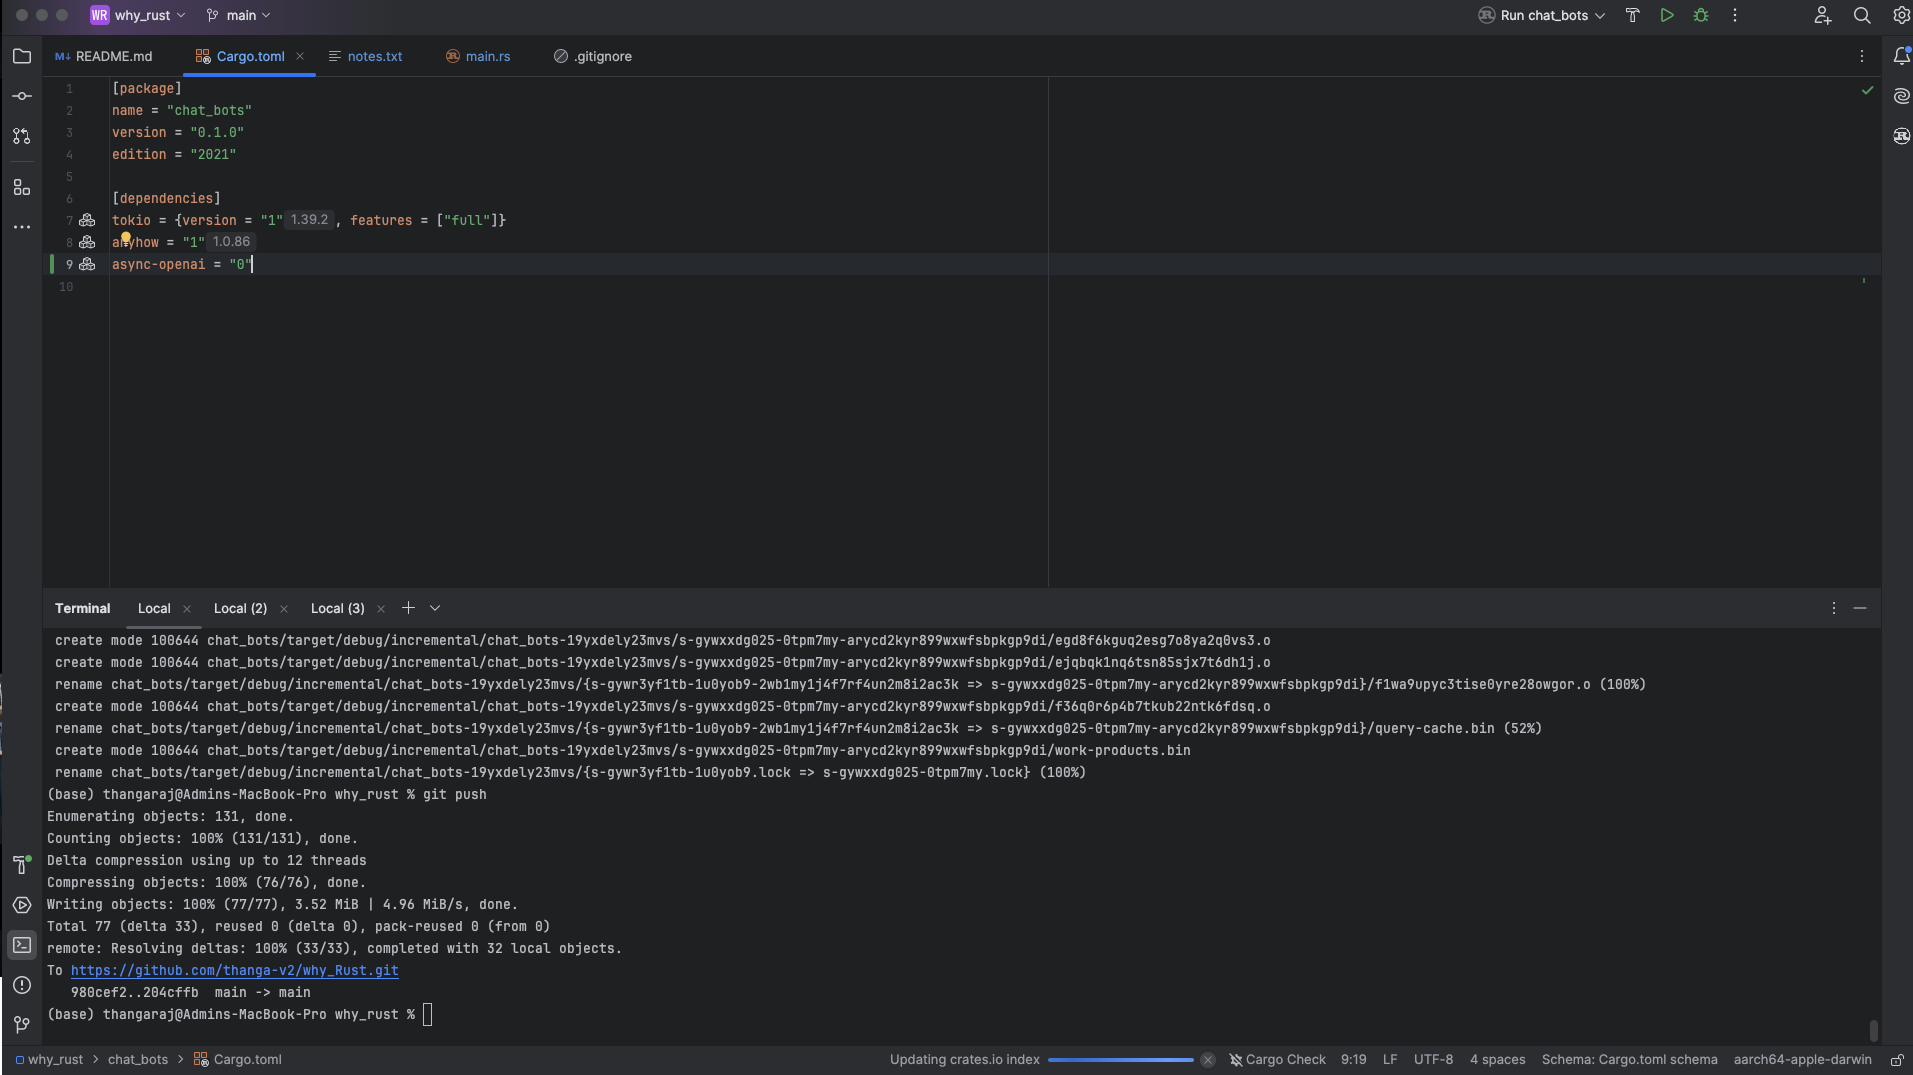 WR why_rust main Run chat_bots
M↓ README.md Cargo.toml notes.txt main.rs .gitignore
1 [package]
2 name = "chat_bots"
3 version = "0.1.0"
4 edition = "2021"
5
6 [dependencies]
7 tokio = {version = "1" 1.39.2 , features = ["full"]}
8 anyhow = "1" 1.0.86
9 async-openai = "0"
10
Terminal Local Local (2) Local (3)
create mode 100644 chat_bots/target/debug/incremental/chat_bots-19yxdely23mvs/s-gywxxdg025-0tpm7my-arycd2kyr899wxwfsbpkgp9di/egd8f6kguq2esg7o8ya2q0vs3.o
create mode 100644 chat_bots/target/debug/incremental/chat_bots-19yxdely23mvs/s-gywxxdg025-0tpm7my-arycd2kyr899wxwfsbpkgp9di/ejqbqk1nq6tsn85sjx7t6dh1j.o
rename chat_bots/target/debug/incremental/chat_bots-19yxdely23mvs/{s-gywr3yf1tb-1u0yob9-2wb1my1j4f7rf4un2m8i2ac3k => s-gywxxdg025-0tpm7my-arycd2kyr899wxwfsbpkgp9di}/f1wa9upyc3tise0yre28owgor.o (100%)
create mode 100644 chat_bots/target/debug/incremental/chat_bots-19yxdely23mvs/s-gywxxdg025-0tpm7my-arycd2kyr899wxwfsbpkgp9di/f36q0r6p4b7tkub22ntk6fdsq.o
rename chat_bots/target/debug/incremental/chat_bots-19yxdely23mvs/{s-gywr3yf1tb-1u0yob9-2wb1my1j4f7rf4un2m8i2ac3k => s-gywxxdg025-0tpm7my-arycd2kyr899wxwfsbpkgp9di}/query-cache.bin (52%)
create mode 100644 chat_bots/target/debug/incremental/chat_bots-19yxdely23mvs/s-gywxxdg025-0tpm7my-arycd2kyr899wxwfsbpkgp9di/work-products.bin
rename chat_bots/target/debug/incremental/chat_bots-19yxdely23mvs/{s-gywr3yf1tb-1u0yob9.lock => s-gywxxdg025-0tpm7my.lock} (100%)
(base) thangaraj@Admins-MacBook-Pro why_rust % git push
Enumerating objects: 131, done.
Counting objects: 100% (131/131), done.
Delta compression using up to 12 threads
Compressing objects: 100% (76/76), done.
Writing objects: 100% (77/77), 3.52 MiB | 4.96 MiB/s, done.
Total 77 (delta 33), reused 0 (delta 0), pack-reused 0 (from 0)
remote: Resolving deltas: 100% (33/33), completed with 32 local objects.
To https://github.com/thanga-v2/why_Rust.git
980cef2..204cffb main -> main
(base) thangaraj@Admins-MacBook-Pro why_rust %
why_rust > chat_bots > Cargo.toml Updating crates.io index Cargo Check 9:19 LF UTF-8 4 spaces Schema: Cargo.toml schema aarch64-apple-darwin